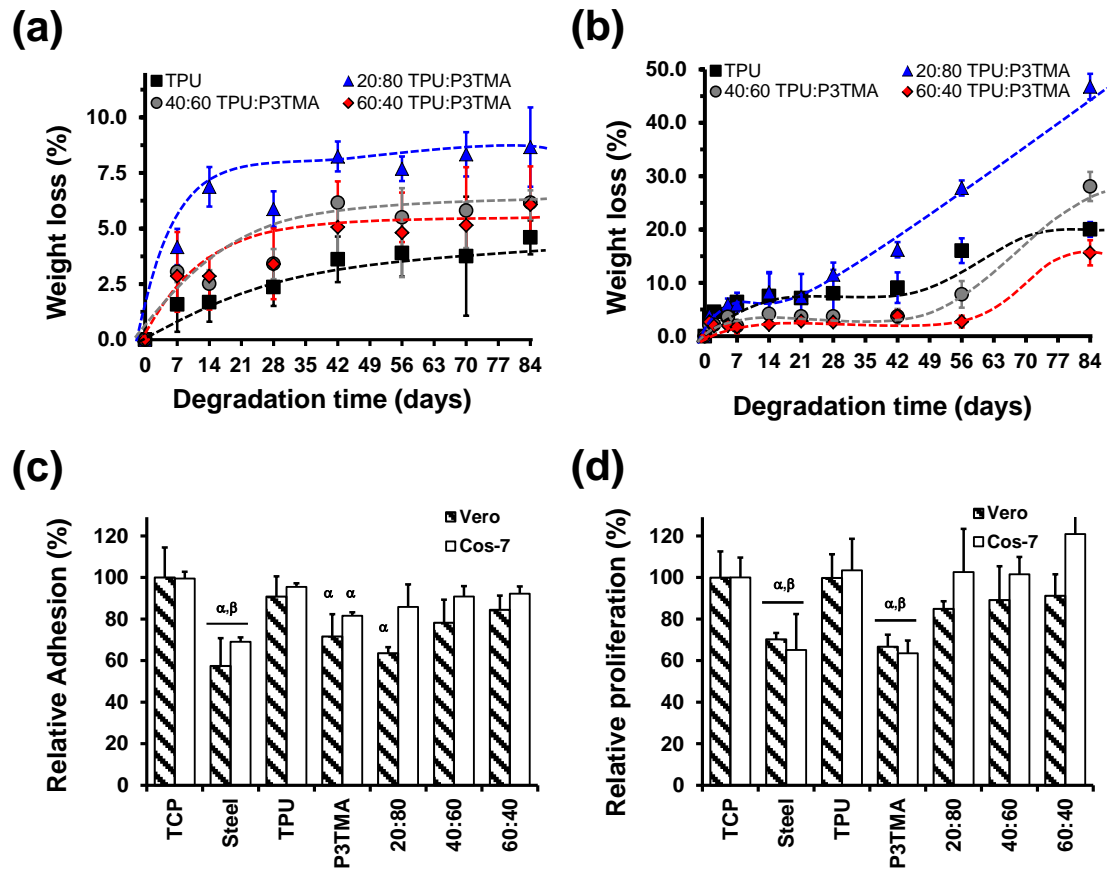 (a)
TPU
20:80 TPU:P3TMA
40:60 TPU:P3TMA
60:40 TPU:P3TMA
Weight loss (%)
10.0
7.5
5.0
2.5
0.0
0 7 14 21 28 35 42 49 56 63 70 77 84
Degradation time (days)
(b)
TPU
20:80 TPU:P3TMA
40:60 TPU:P3TMA
60:40 TPU:P3TMA
Weight loss (%)
50.0
40.0
30.0
20.0
10.0
0.0
0 7 14 21 28 35 42 49 56 63 70 77 84
Degradation time (days)
(c)
Vero
Cos-7
Relative Adhesion (%)
120
100
80
60
40
20
0
α,β
α α
α
TCP
Steel
TPU
P3TMA
20:80
40:60
60:40
(d)
Vero
Cos-7
Relative proliferation (%)
120
100
80
60
40
20
0
α,β
α,β
TCP
Steel
TPU
P3TMA
20:80
40:60
60:40